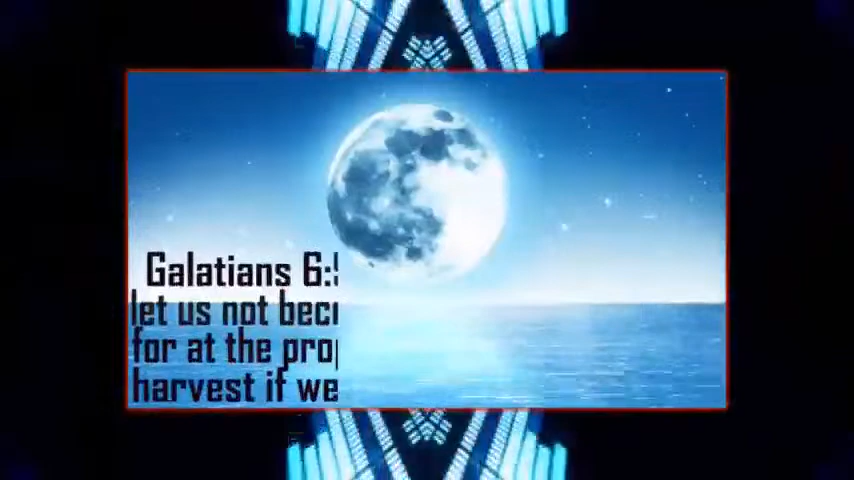 Galatians 6:
let us not bec
for at the pro
harvest if we